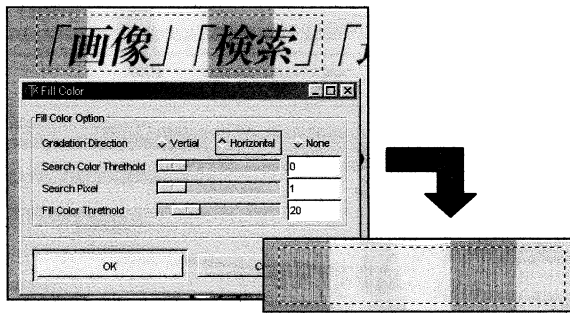 「画像」「検索」「
Fill Color
Fill Color Option
Gradation Direction Vertial Horizontal None
Search Color Threthold 0
Search Pixel 1
Fill Color Threthold 20
OK